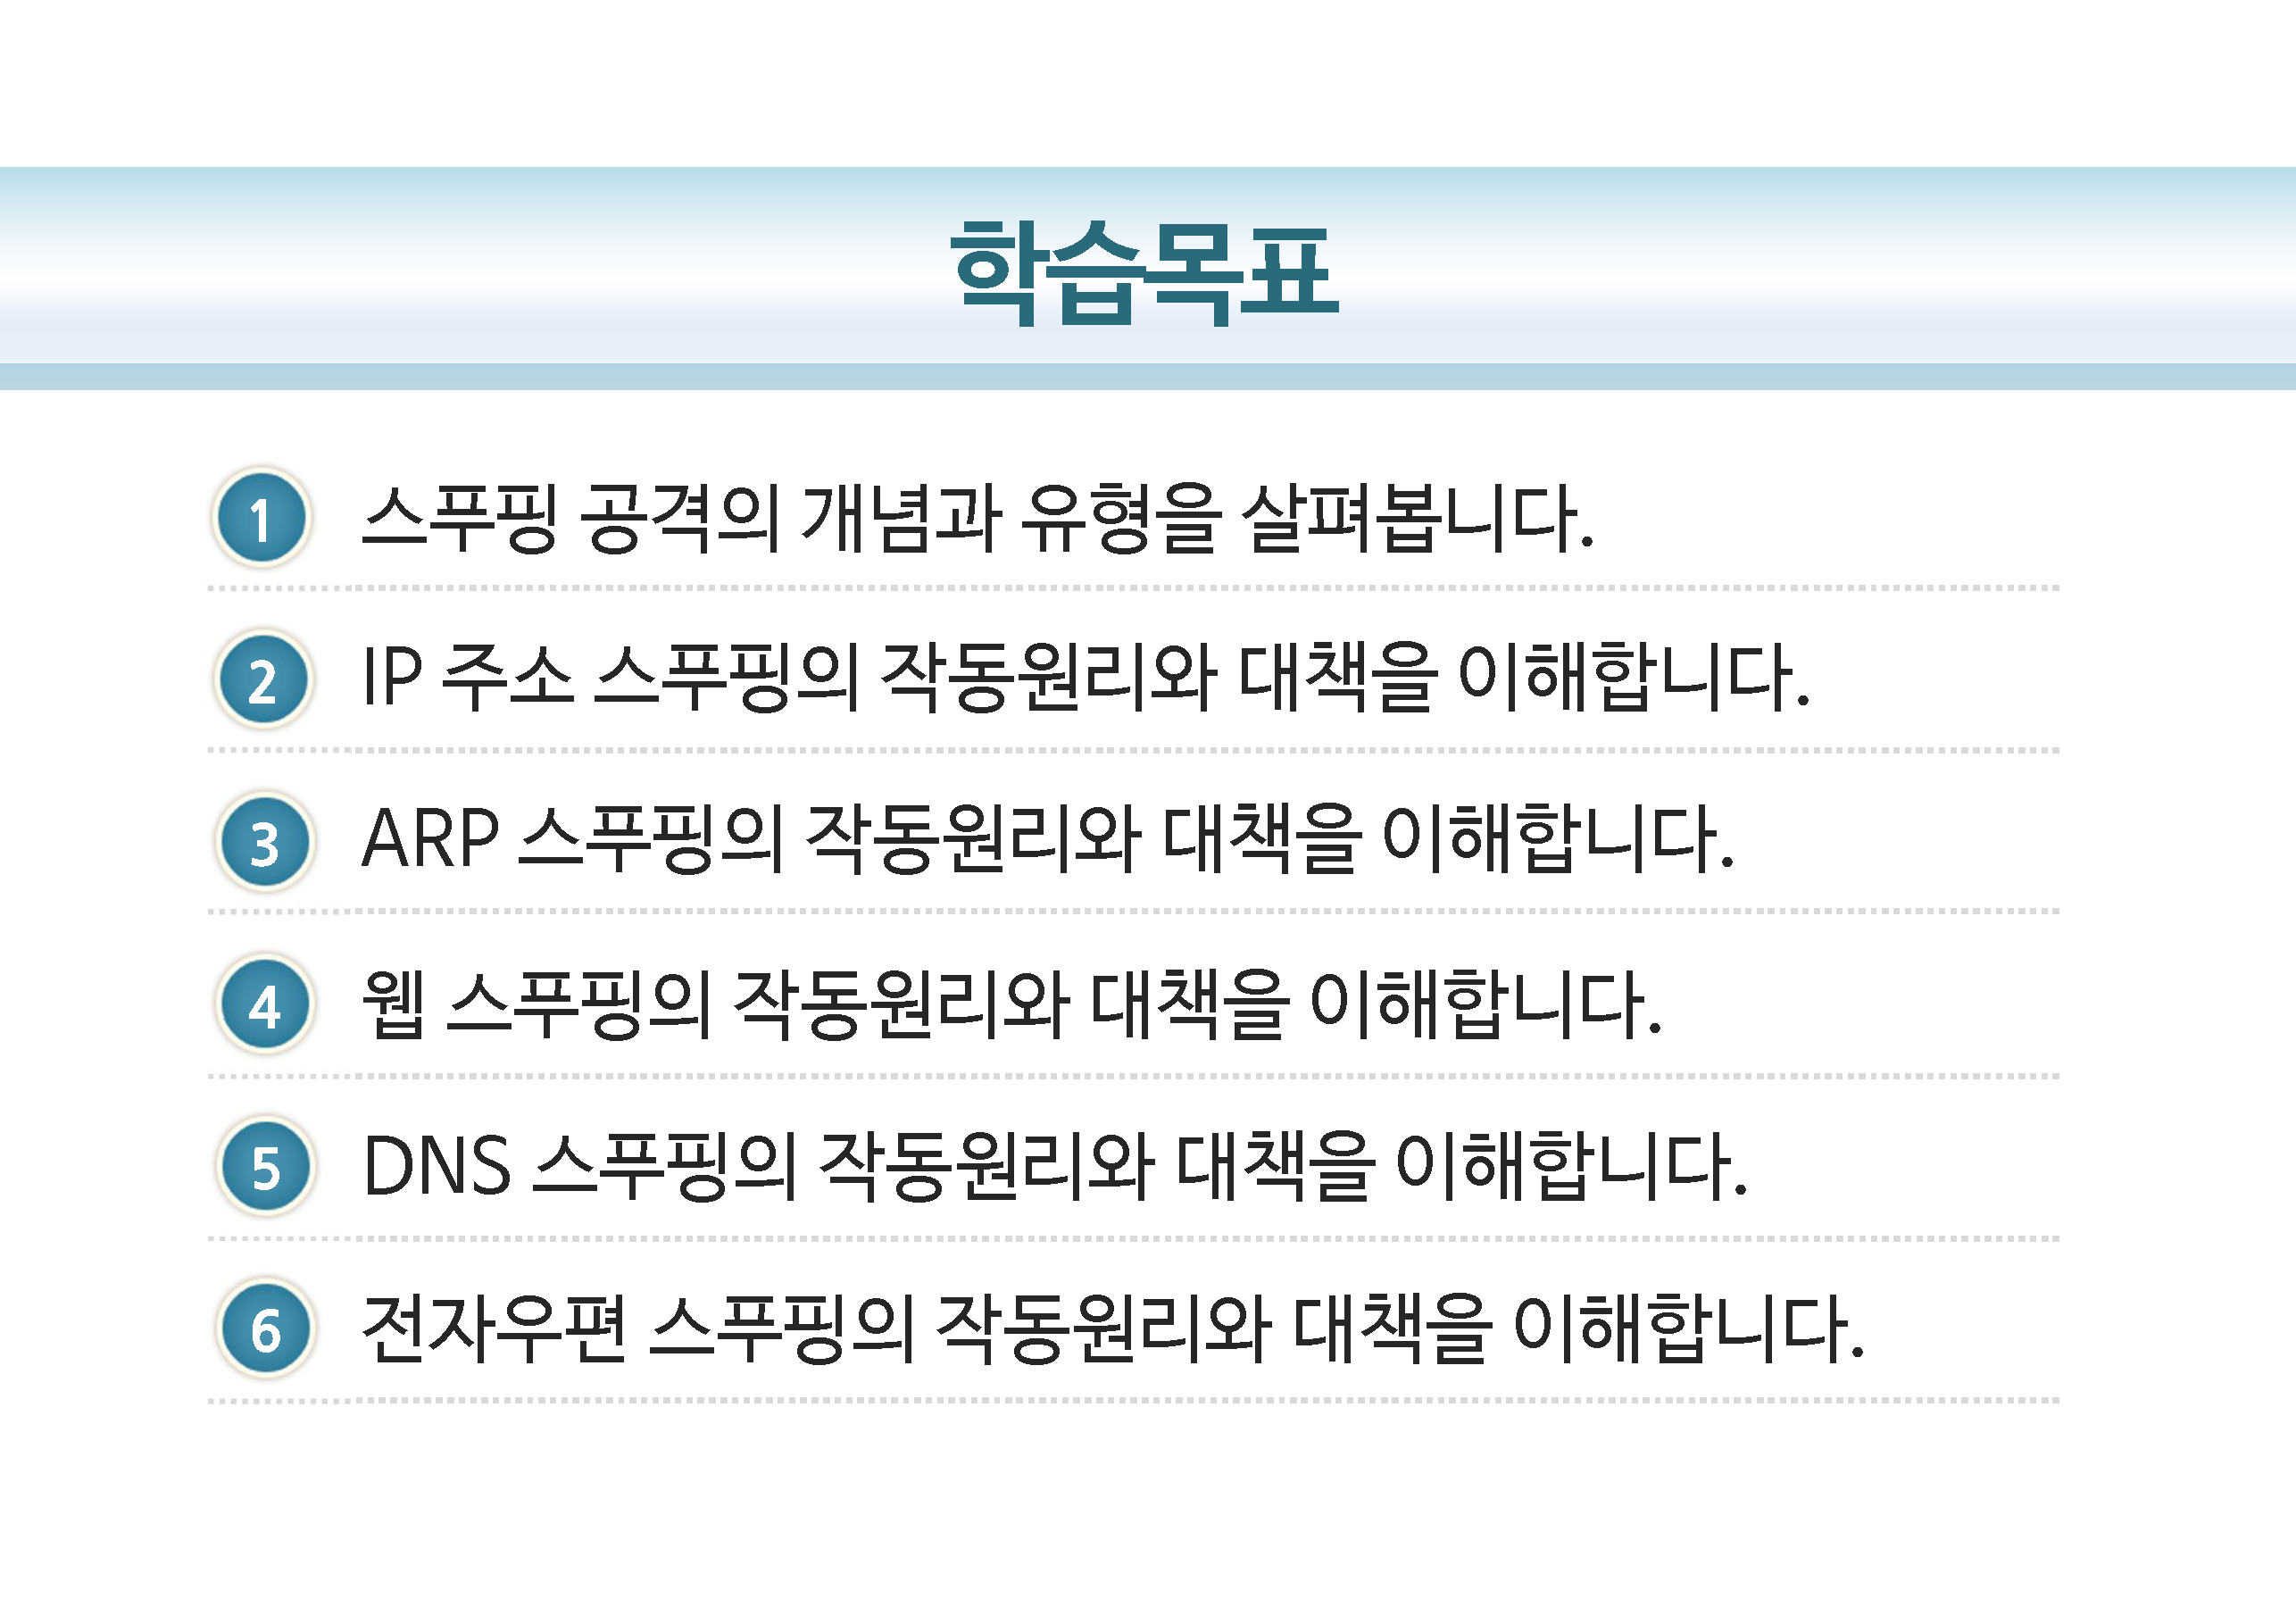 학습목표
1 스푸핑 공격의 개념과 유형을 살펴봅니다.
2 IP 주소 스푸핑의 작동원리와 대책을 이해합니다.
3 ARP 스푸핑의 작동원리와 대책을 이해합니다.
4 웹 스푸핑의 작동원리와 대책을 이해합니다.
5 DNS 스푸핑의 작동원리와 대책을 이해합니다.
6 전자우편 스푸핑의 작동원리와 대책을 이해합니다.